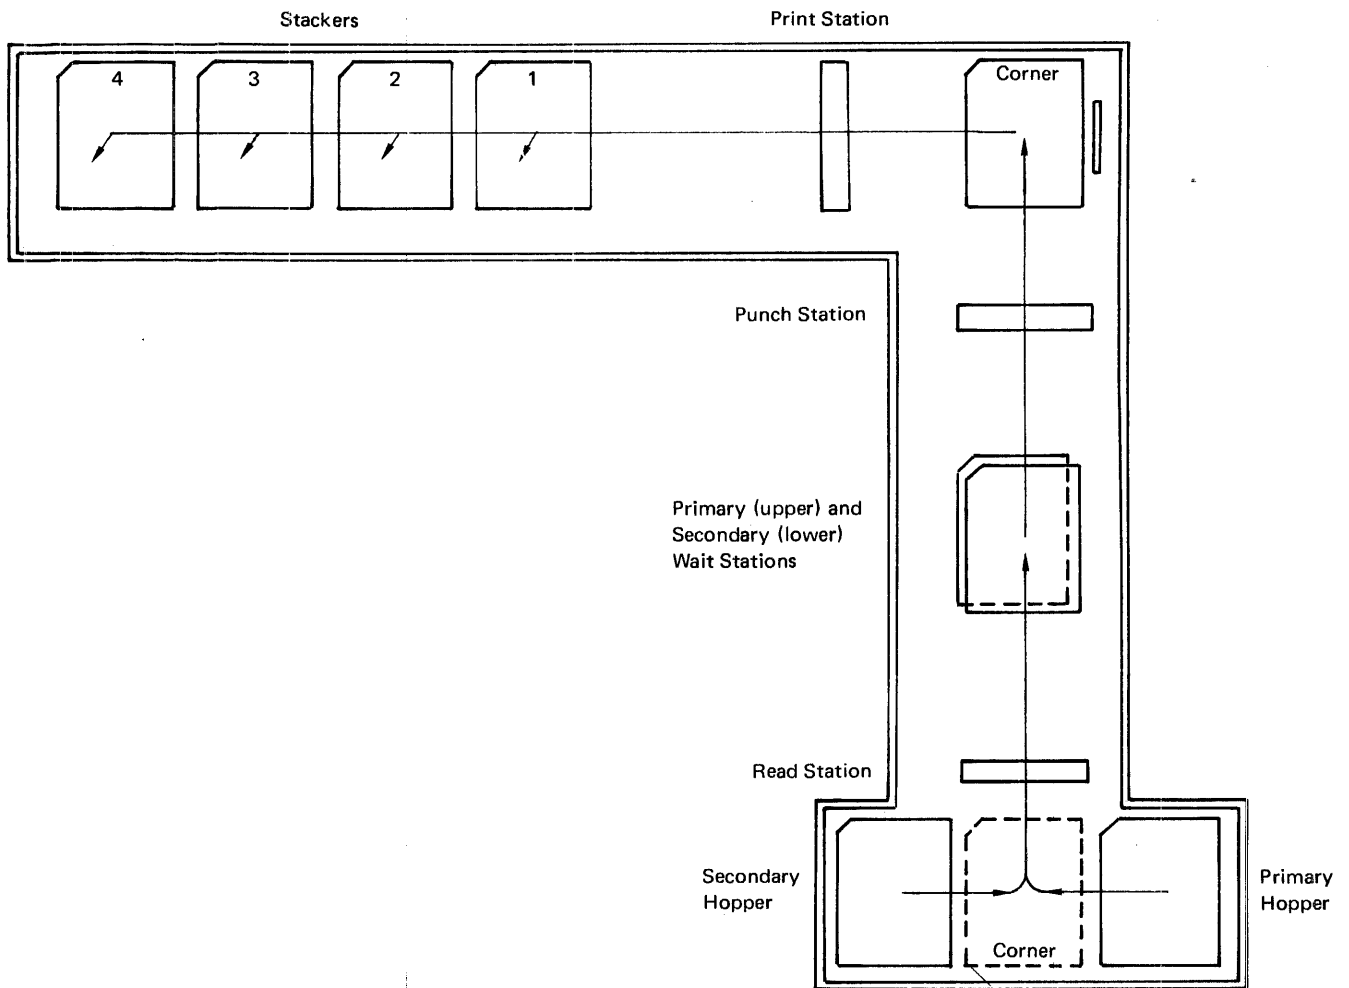 Stackers
Print Station
4
3
2
1
Corner
Punch Station
Primary (upper) and
Secondary (lower)
Wait Stations
Read Station
Secondary
Hopper
Primary
Hopper
Corner